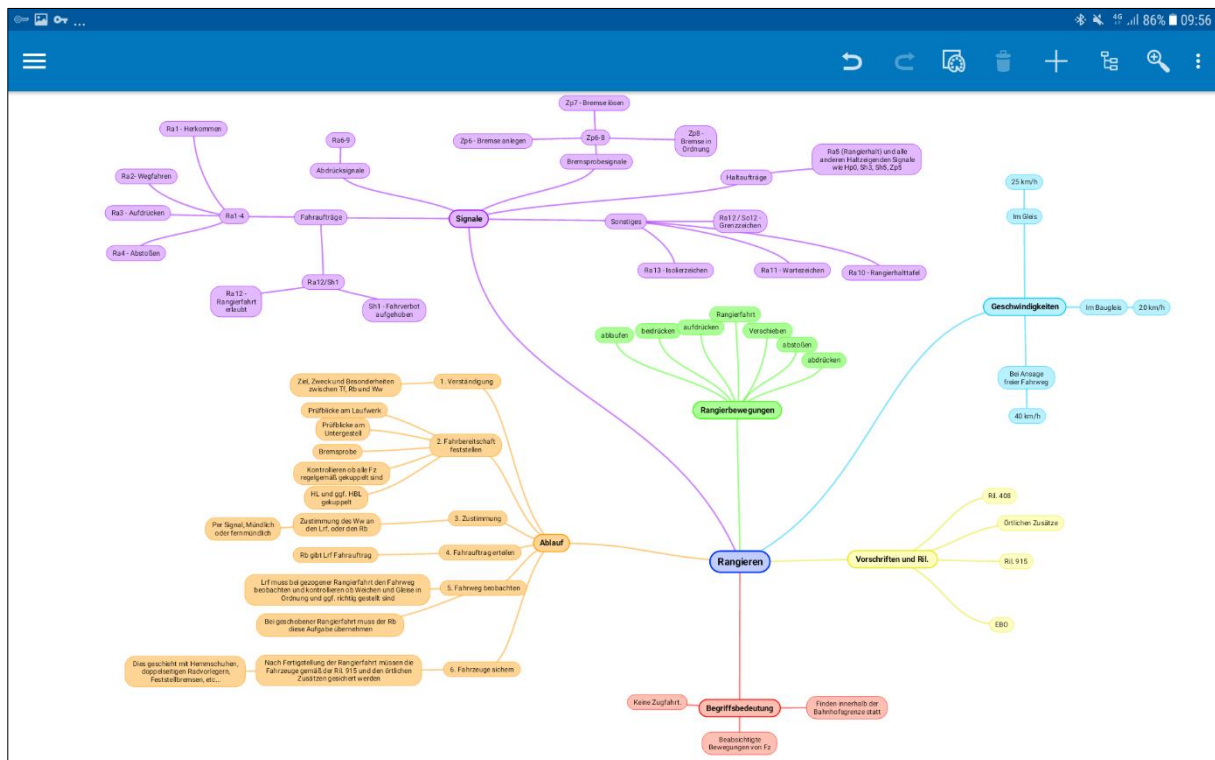 86% 09:56
4G
Zp7 - Bremse lösen
Zp6 - Bremse anlegen
Zp6-8
Zp8 -
Bremse in
Ordnung
Bremsprobesignale
Ra1 - Herkommen
Ra2- Wegfahren
Ra3 - Aufdrücken
Ra4 - Abstoßen
Ra1-4
Fahraufträge
Ra6-9
Abdrücksignale
Signale
Ra12/Sh1
Ra12 -
Rangierfahrt
erlaubt
Sh1 - Fahrverbot
aufgehoben
Haltaufträge
Ra8 (Rangierhalt) und alle
anderen Haltzeigenden Signale
wie Hp0, Sh3, Sh5, Zp5
Sonstiges
Ra12 / So12 -
Grenzzeichen
Ra13 - Isolierzeichen
Ra11 - Wartezeichen
Ra10 - Rangierhalttafel
25 km/h
Im Gleis
Geschwindigkeiten
Im Baugleis
20 km/h
Bei Ansage
freier Fahrweg
40 km/h
ablaufen
beidrücken
aufdrücken
Rangierfahrt
Verschieben
abstoßen
abdrücken
Rangierbewegungen
Ziel, Zweck und Besonderheiten
zwischen Tf, Rb und Ww
1. Verständigung
Prüfblicke am Laufwerk
Prüfblicke am
Untergestell
Bremsprobe
Kontrollieren ob alle Fz
regelgemäß gekuppelt sind
HL und ggf. HBL
gekuppelt
2. Fahrbereitschaft
feststellen
Per Signal, Mündlich
oder fernmündlich
Zustimmung des Ww an
den Lrf. oder den Rb
3. Zustimmung
Rb gibt Lrf Fahrauftrag
4. Fahrauftrag erteilen
Ablauf
Lrf muss bei gezogener Rangierfahrt den Fahrweg
beobachten und kontrollieren ob Weichen und Gleise in
Ordnung und ggf. richtig gestellt sind
5. Fahrweg beobachten
Bei geschobener Rangierfahrt muss der Rb
diese Aufgabe übernehmen
Dies geschieht mit Hemmschuhen,
doppelseitigen Radvorlegern,
Feststellbremsen, etc...
Nach Fertigstellung der Rangierfahrt müssen die
Fahrzeuge gemäß der Ril. 915 und den örtlichen
Zusätzen gesichert werden
6. Fahrzeuge sichern
Rangieren
Vorschriften und Ril.
Ril. 408
Örtlichen Zusätze
Ril. 915
EBO
Keine Zugfahrt.
Begriffsbedeutung
Finden innerhalb der
Bahnhofsgrenze statt
Beabsichtigte
Bewegungen von Fz